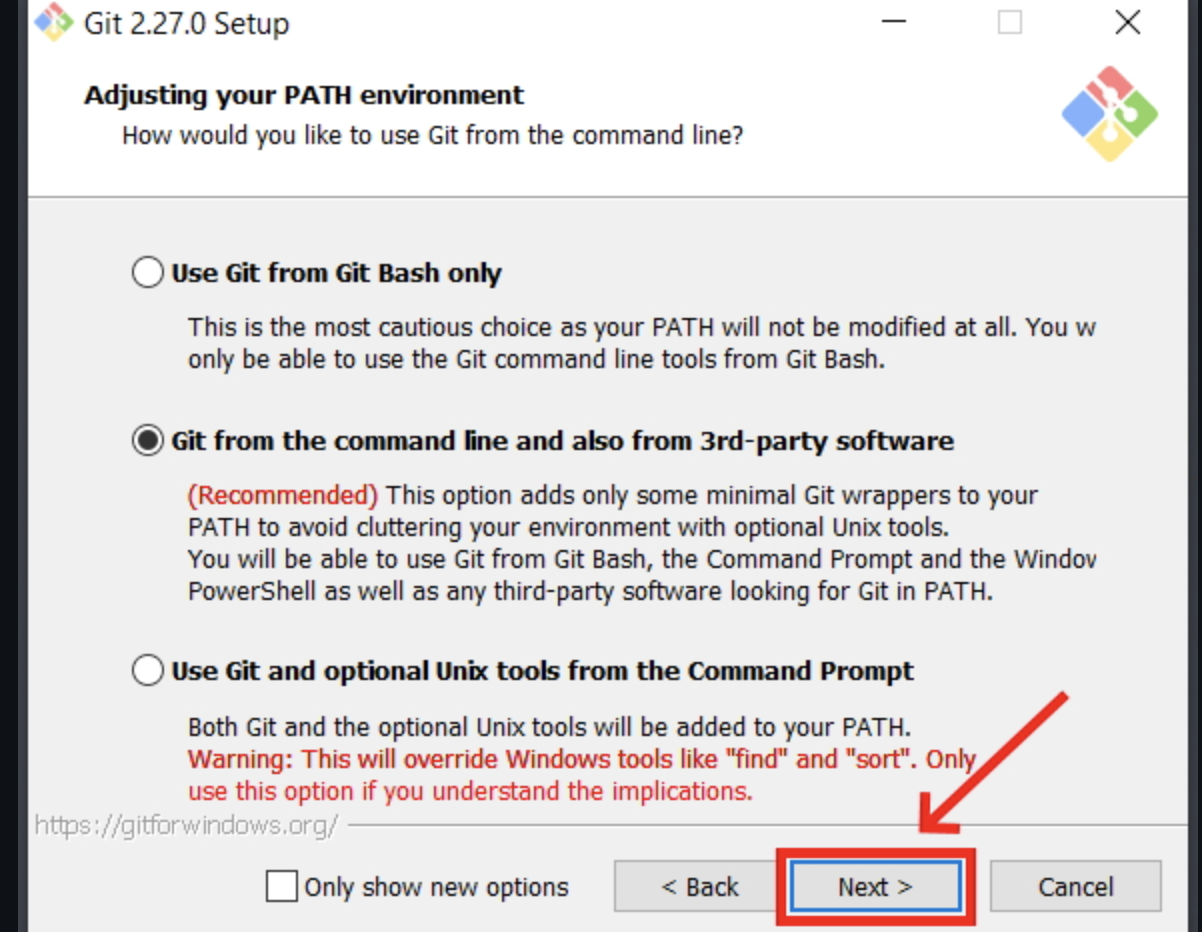 Git 2.27.0 Setup
Adjusting your PATH environment
How would you like to use Git from the command line?
Use Git from Git Bash only
This is the most cautious choice as your PATH will not be modified at all. You w
only be able to use the Git command line tools from Git Bash.
Git from the command line and also from 3rd-party software
(Recommended) This option adds only some minimal Git wrappers to your
PATH to avoid cluttering your environment with optional Unix tools.
You will be able to use Git from Git Bash, the Command Prompt and the Window
PowerShell as well as any third-party software looking for Git in PATH.
Use Git and optional Unix tools from the Command Prompt
Both Git and the optional Unix tools will be added to your PATH.
Warning: This will override Windows tools like "find" and "sort". Only
use this option if you understand the implications.
https://gitforwindows.org/
Only show new options < Back Next > Cancel